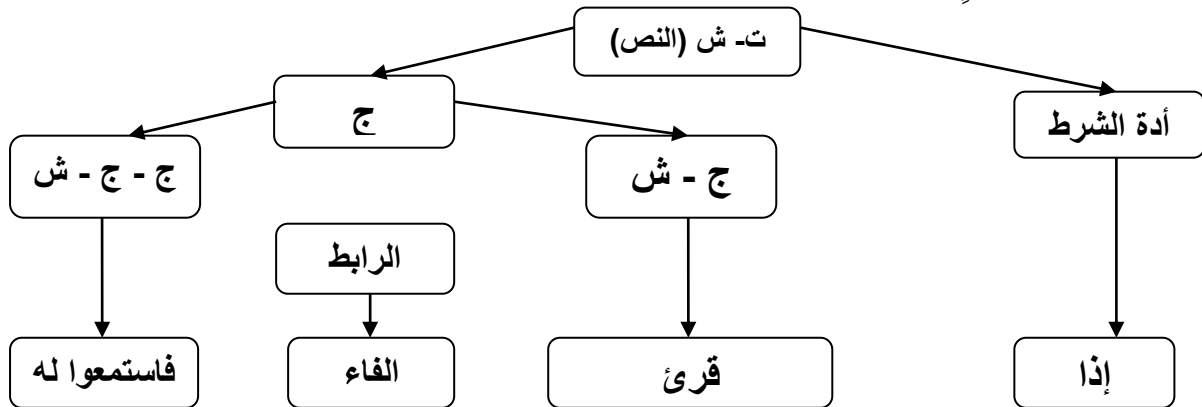 ت- ش (النص)
أدة الشرط
ج
ج - ش
ج - ج - ش
الرابط
إذا
قرئ
الفاء
فاستمعوا له